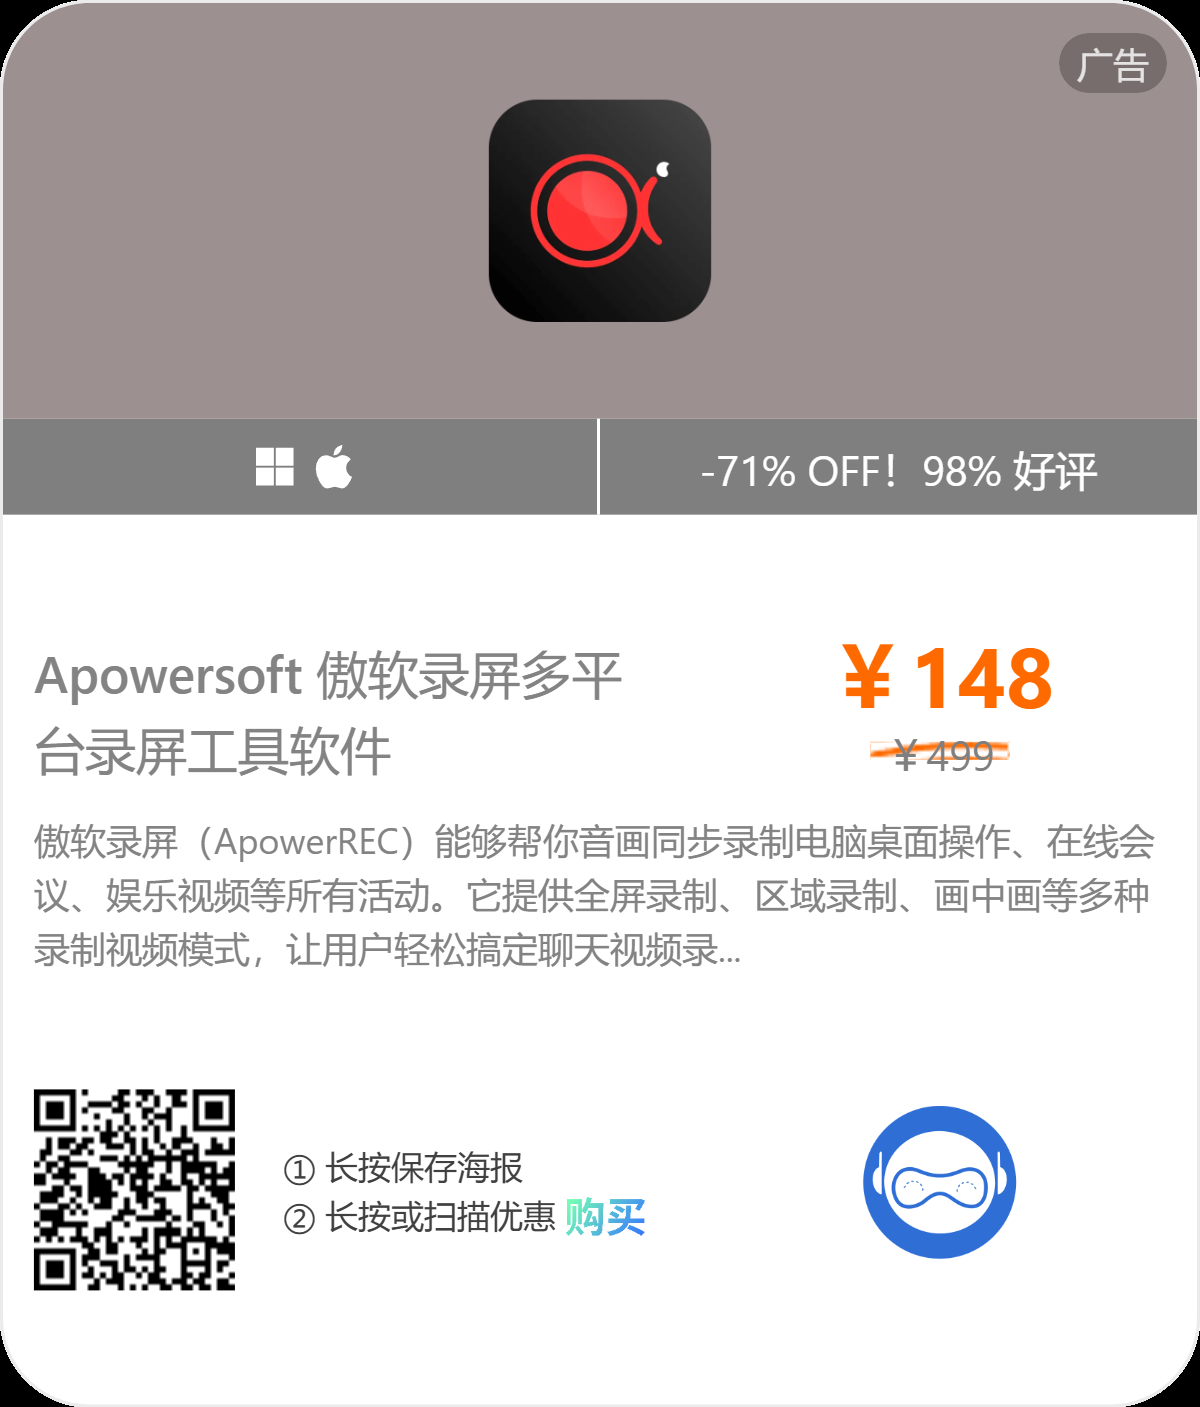 广告
-71% OFF！98% 好评
Apowersoft 傲软录屏多平
台录屏工具软件
¥ 148
¥ 499
傲软录屏（ApowerREC）能够帮你音画同步录制电脑桌面操作、在线会
议、娱乐视频等所有活动。它提供全屏录制、区域录制、画中画等多种
录制视频模式，让用户轻松搞定聊天视频录...
① 长按保存海报
② 长按或扫描优惠 购买